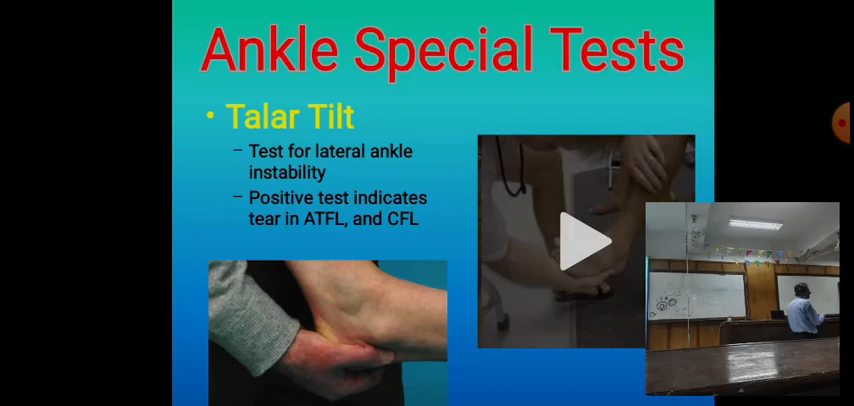 Ankle Special Tests
• Talar Tilt
– Test for lateral ankle
instability
– Positive test indicates
tear in ATFL, and CFL